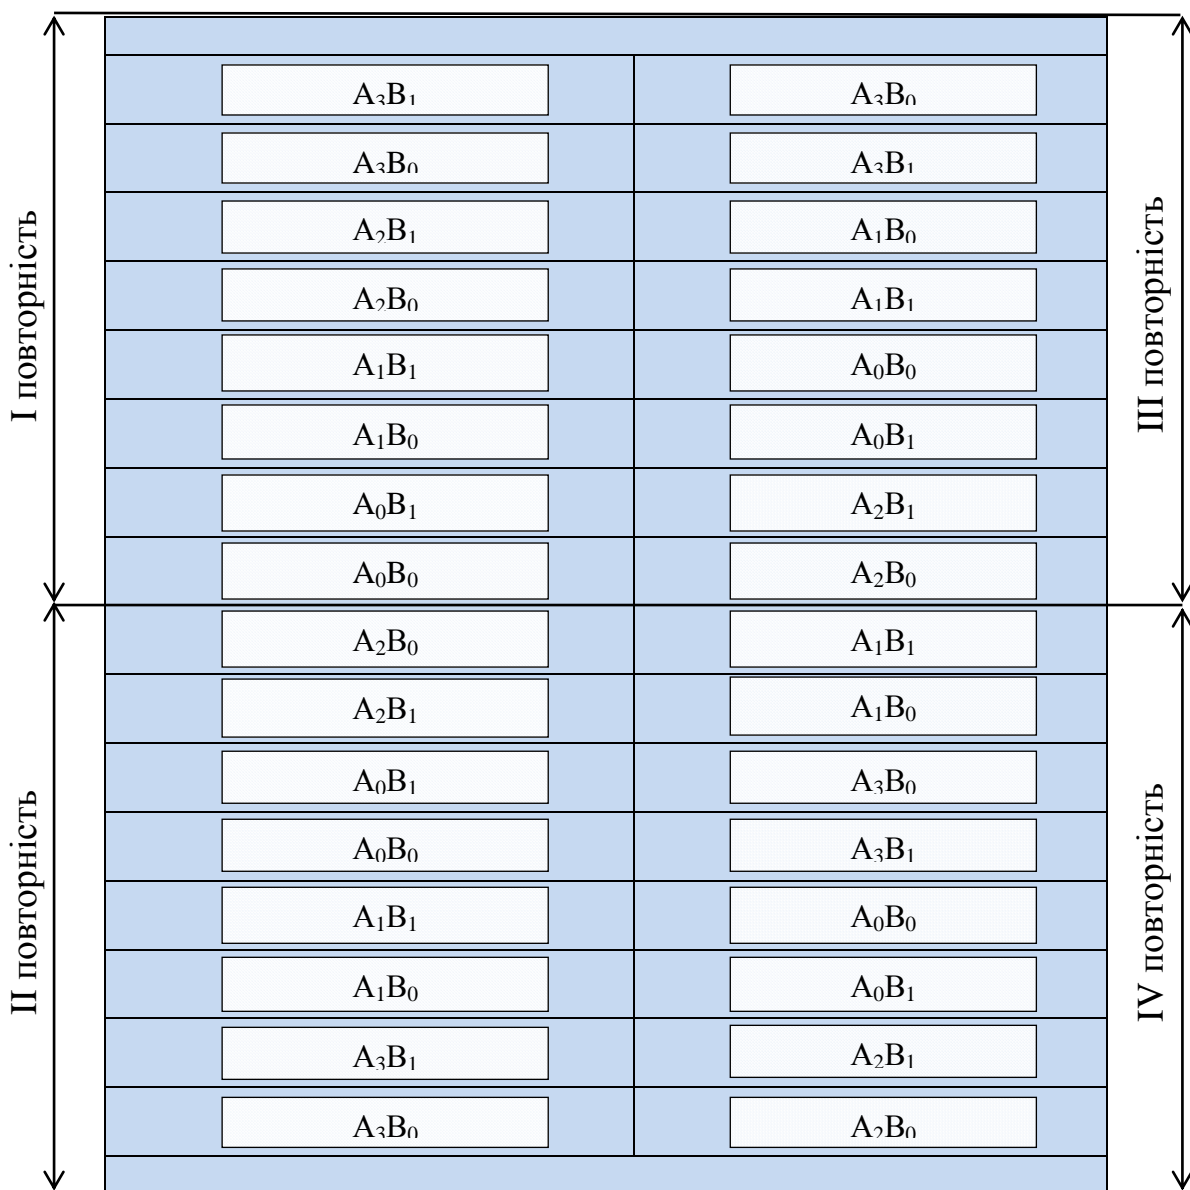 I повторність
A₃B₁
A₃B₀
A₂B₁
A₂B₀
A₁B₁
A₁B₀
A₀B₁
A₀B₀
III повторність
A₃B₀
A₃B₁
A₁B₀
A₁B₁
A₀B₀
A₀B₁
A₂B₁
A₂B₀
II повторність
A₂B₀
A₂B₁
A₀B₁
A₀B₀
A₁B₁
A₁B₀
A₃B₁
A₃B₀
IV повторність
A₁B₁
A₁B₀
A₃B₀
A₃B₁
A₀B₀
A₀B₁
A₂B₁
A₂B₀